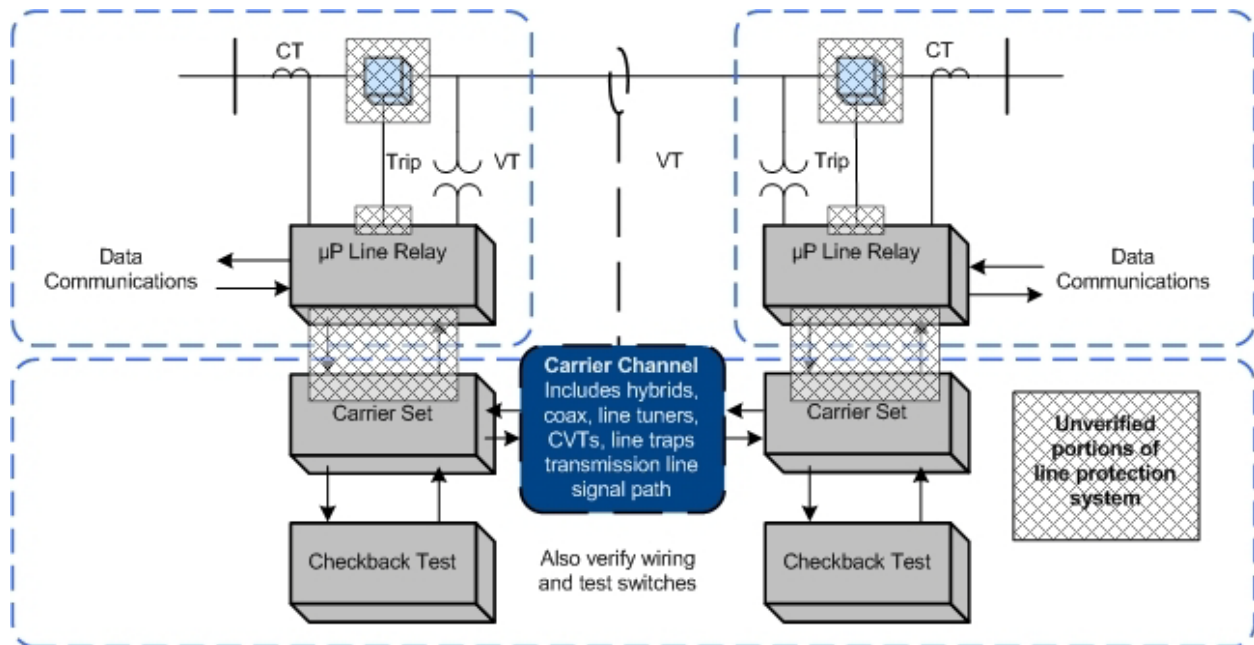 CT
CT
Trip
VT
VT
Trip
µP Line Relay
µP Line Relay
Data
Communications
Data
Communications
Carrier Channel
Includes hybrids,
coax, line tuners,
CVTs, line traps
transmission line
signal path
Carrier Set
Carrier Set
Unverified
portions of
line protection
system
Checkback Test
Also verify wiring
and test switches
Checkback Test